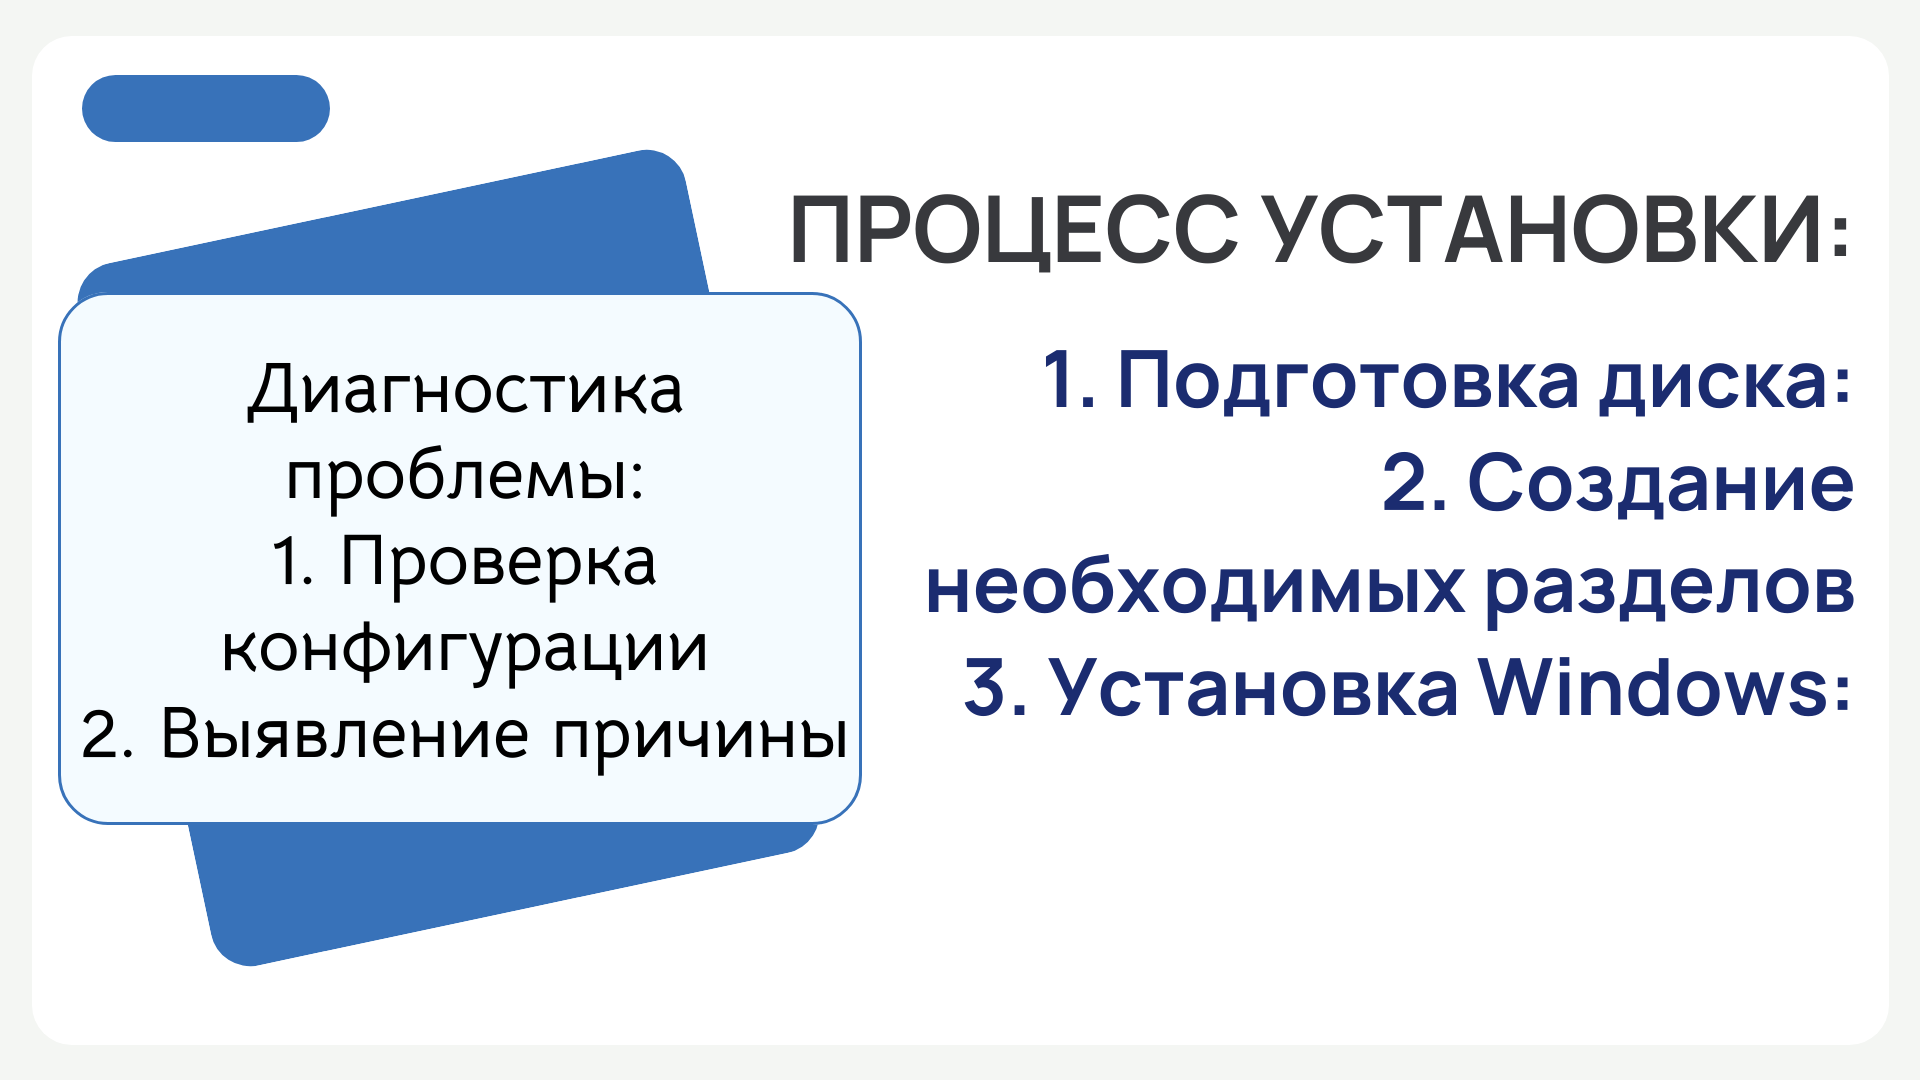 ПРОЦЕСС УСТАНОВКИ:
Диагностика
проблемы:
1. Проверка
конфигурации
2. Выявление причины
1. Подготовка диска:
2. Создание
необходимых разделов
3. Установка Windows: